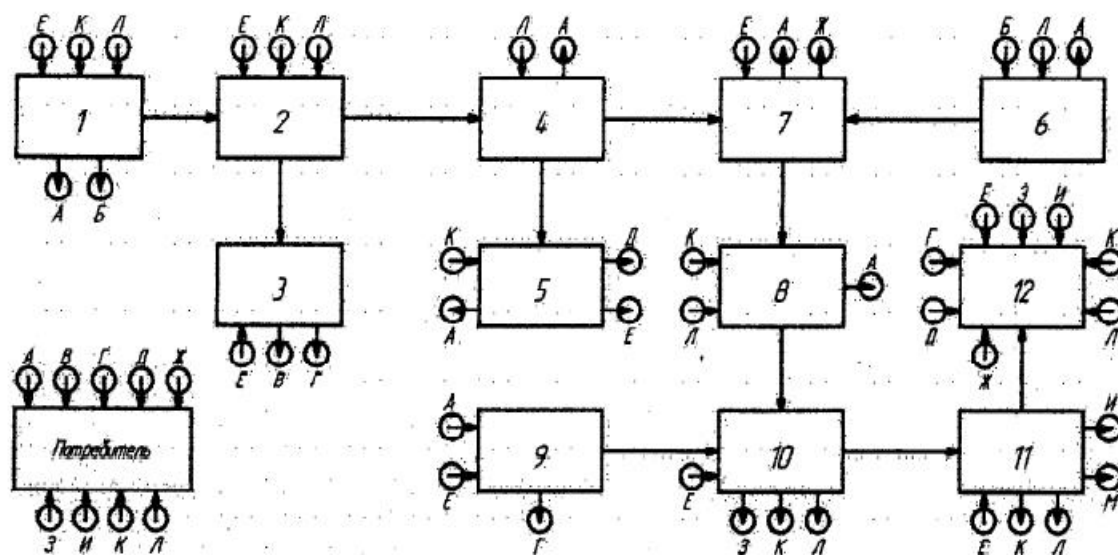 Е К Л Е К Л Л А Е А Ж Б Л А
1 2 4 7 6
А Б Е З И
К Д К А Г К
3 5 8 12
А Е Л Д Л
Е В Г Ж
А В Г Д Ж
А И
Потребитель 9 10 11
Е Е М
З И К Л Г З К Л Е К Л